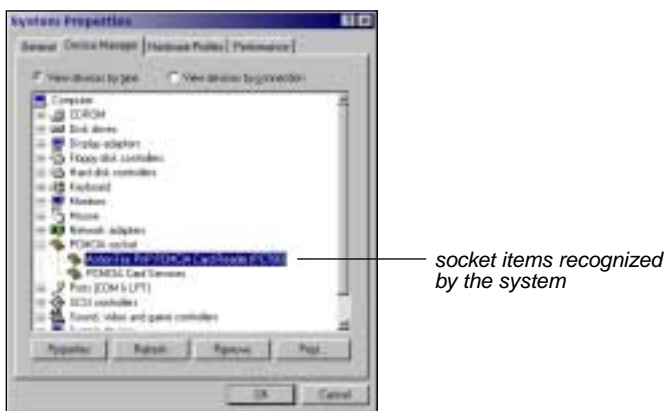 System Properties
General Device Manager Hardware Profiles Performance
View devices by type View devices by connection
Computer
CDROM
Disk drives
Display adapters
Floppy disk controllers
Hard disk controllers
Keyboard
Monitors
Mouse
Network adapters
PCMCIA socket
PCMCIA Card Reader
PCMCIA Card Services
Ports (COM & LPT)
SCSI controllers
Sound, video and game controllers
Properties Refresh Remove Print...
OK Cancel
socket items recognized
by the system